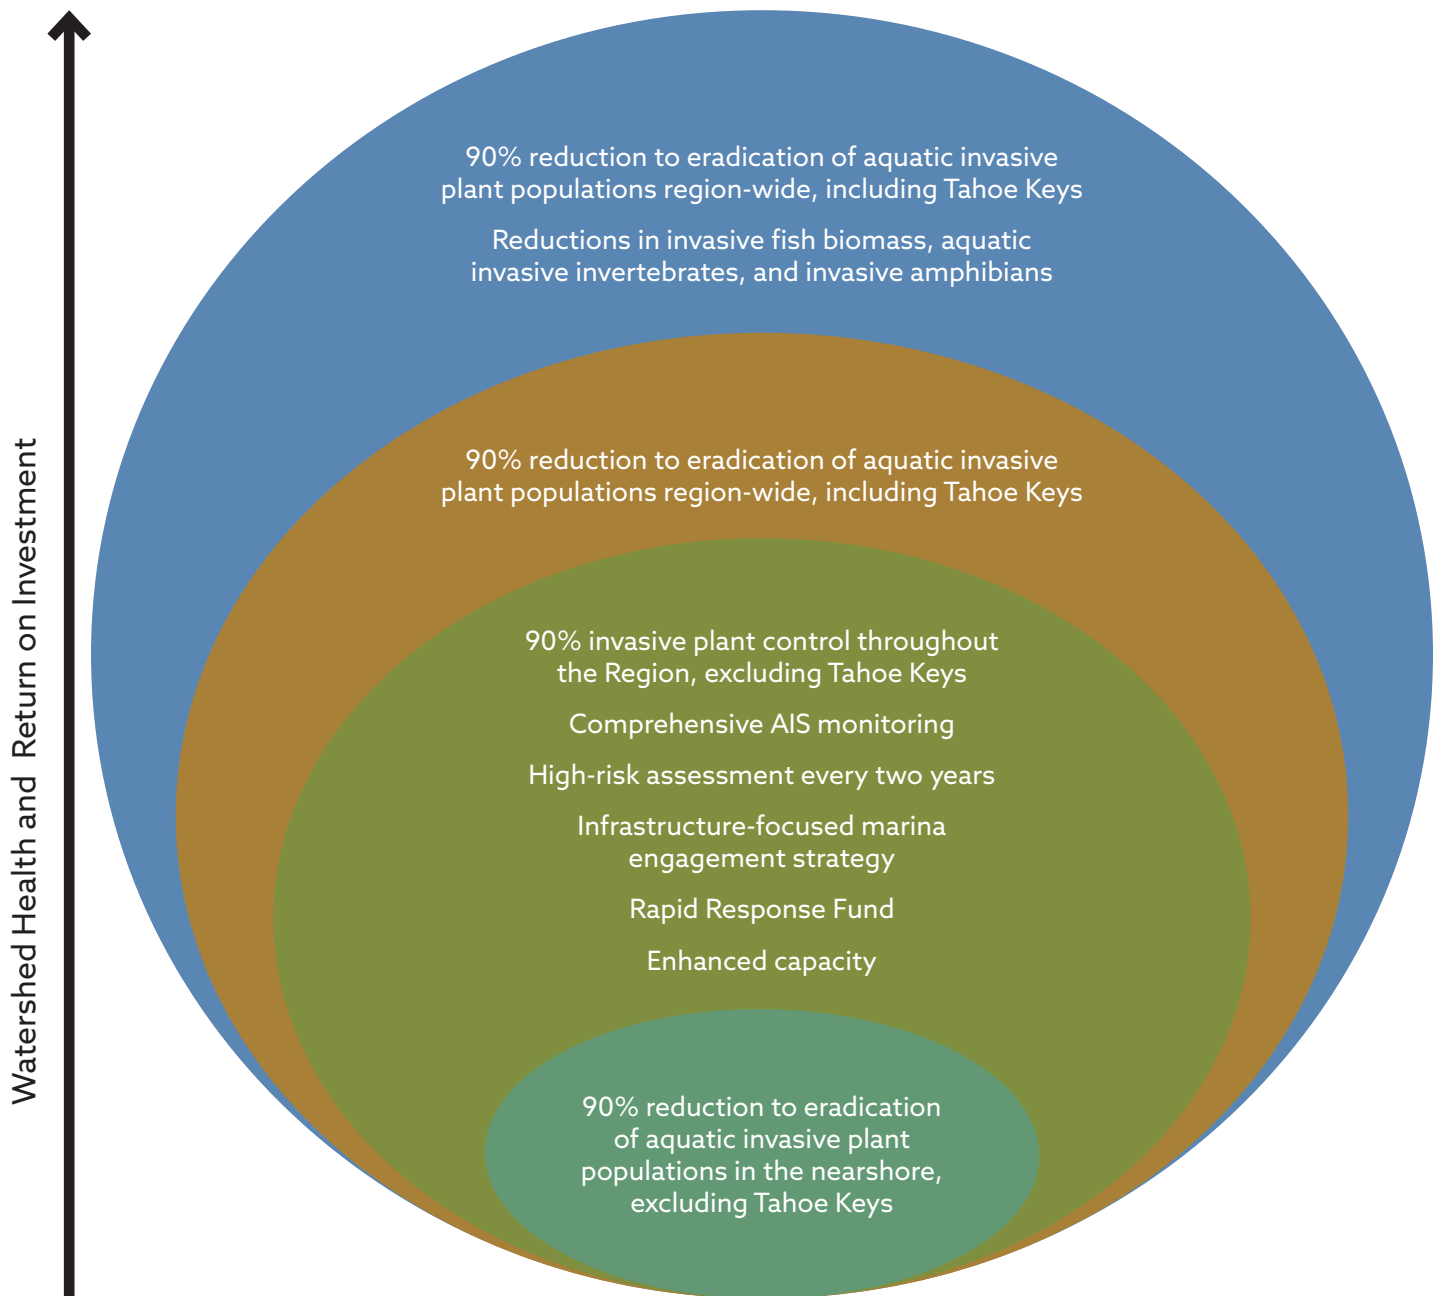 90% reduction to eradication of aquatic invasive
plant populations region-wide, including Tahoe Keys
Reductions in invasive fish biomass, aquatic
invasive invertebrates, and invasive amphibians
90% reduction to eradication of aquatic invasive
plant populations region-wide, including Tahoe Keys
90% invasive plant control throughout
the Region, excluding Tahoe Keys
Comprehensive AIS monitoring
High-risk assessment every two years
Infrastructure-focused marina
engagement strategy
Rapid Response Fund
Enhanced capacity
90% reduction to eradication
of aquatic invasive plant
populations in the nearshore,
excluding Tahoe Keys
Watershed Health and Return on Investment